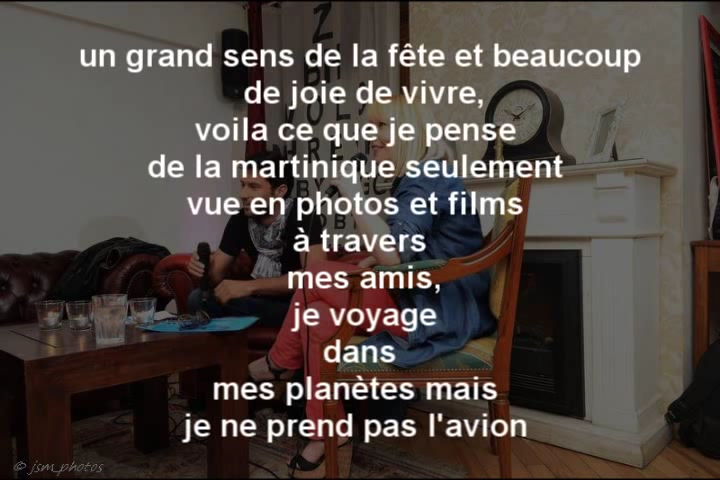 un grand sens de la fête et beaucoup
de joie de vivre,
voila ce que je pense
de la martinique seulement
vue en photos et films
à travers
mes amis,
je voyage
dans
mes planètes mais
je ne prend pas l'avion
© jsm_photos